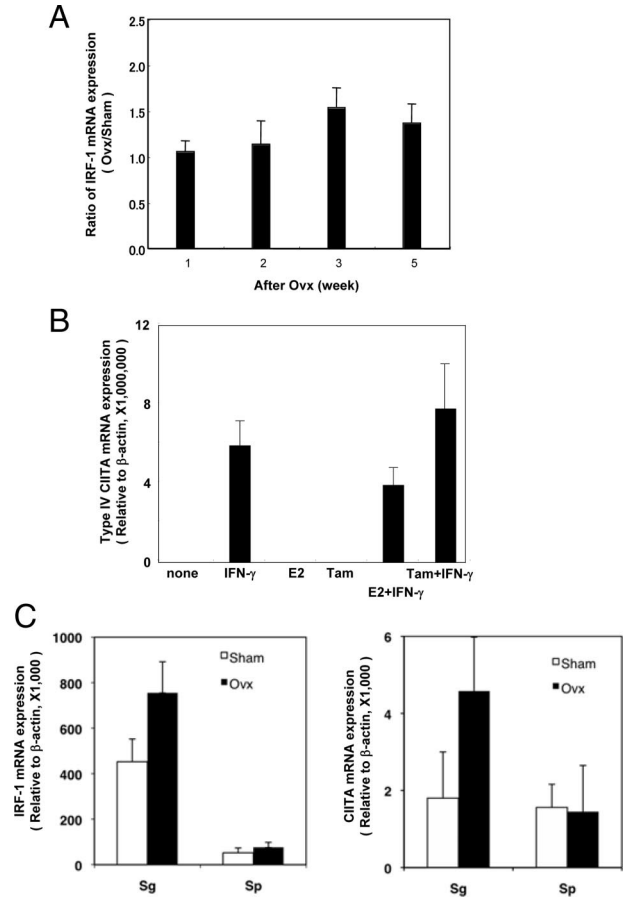 A
Ratio of IRF-1 mRNA expression
( Ovx/Sham )
2.5
2.0
1.5
1.0
0.5
0.0
1 2 3 5
After Ovx (week)
B
Type IV CIITA mRNA expression
( Relative to β-actin, X1,000,000 )
12
8
4
0
none IFN-γ E2 Tam Tam+IFN-γ
E2+IFN-γ
C
IRF-1 mRNA expression
( Relative to β-actin, X1,000 )
1000
800
600
400
200
0
Sham
Ovx
Sg Sp
CIITA mRNA expression
( Relative to β-actin, X1,000 )
6
4
2
0
Sham
Ovx
Sg Sp